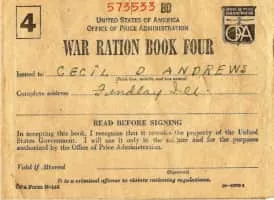 573533 BD
4
UNITED STATES OF AMERICA
OFFICE OF PRICE ADMINISTRATION
OPA
WAR RATION BOOK FOUR
Issued to CECIL O ANDREWS
(Print first, middle, and last names)
Complete address Findlay Ill.
READ BEFORE SIGNING
In accepting this book, I recognize that it remains the property of the United
States Government. I will use it only in the manner and for the purposes
authorized by the Office of Price Administration.
Void if Altered
(Signature)
It is a criminal offense to violate rationing regulations.
OPA Form R-145